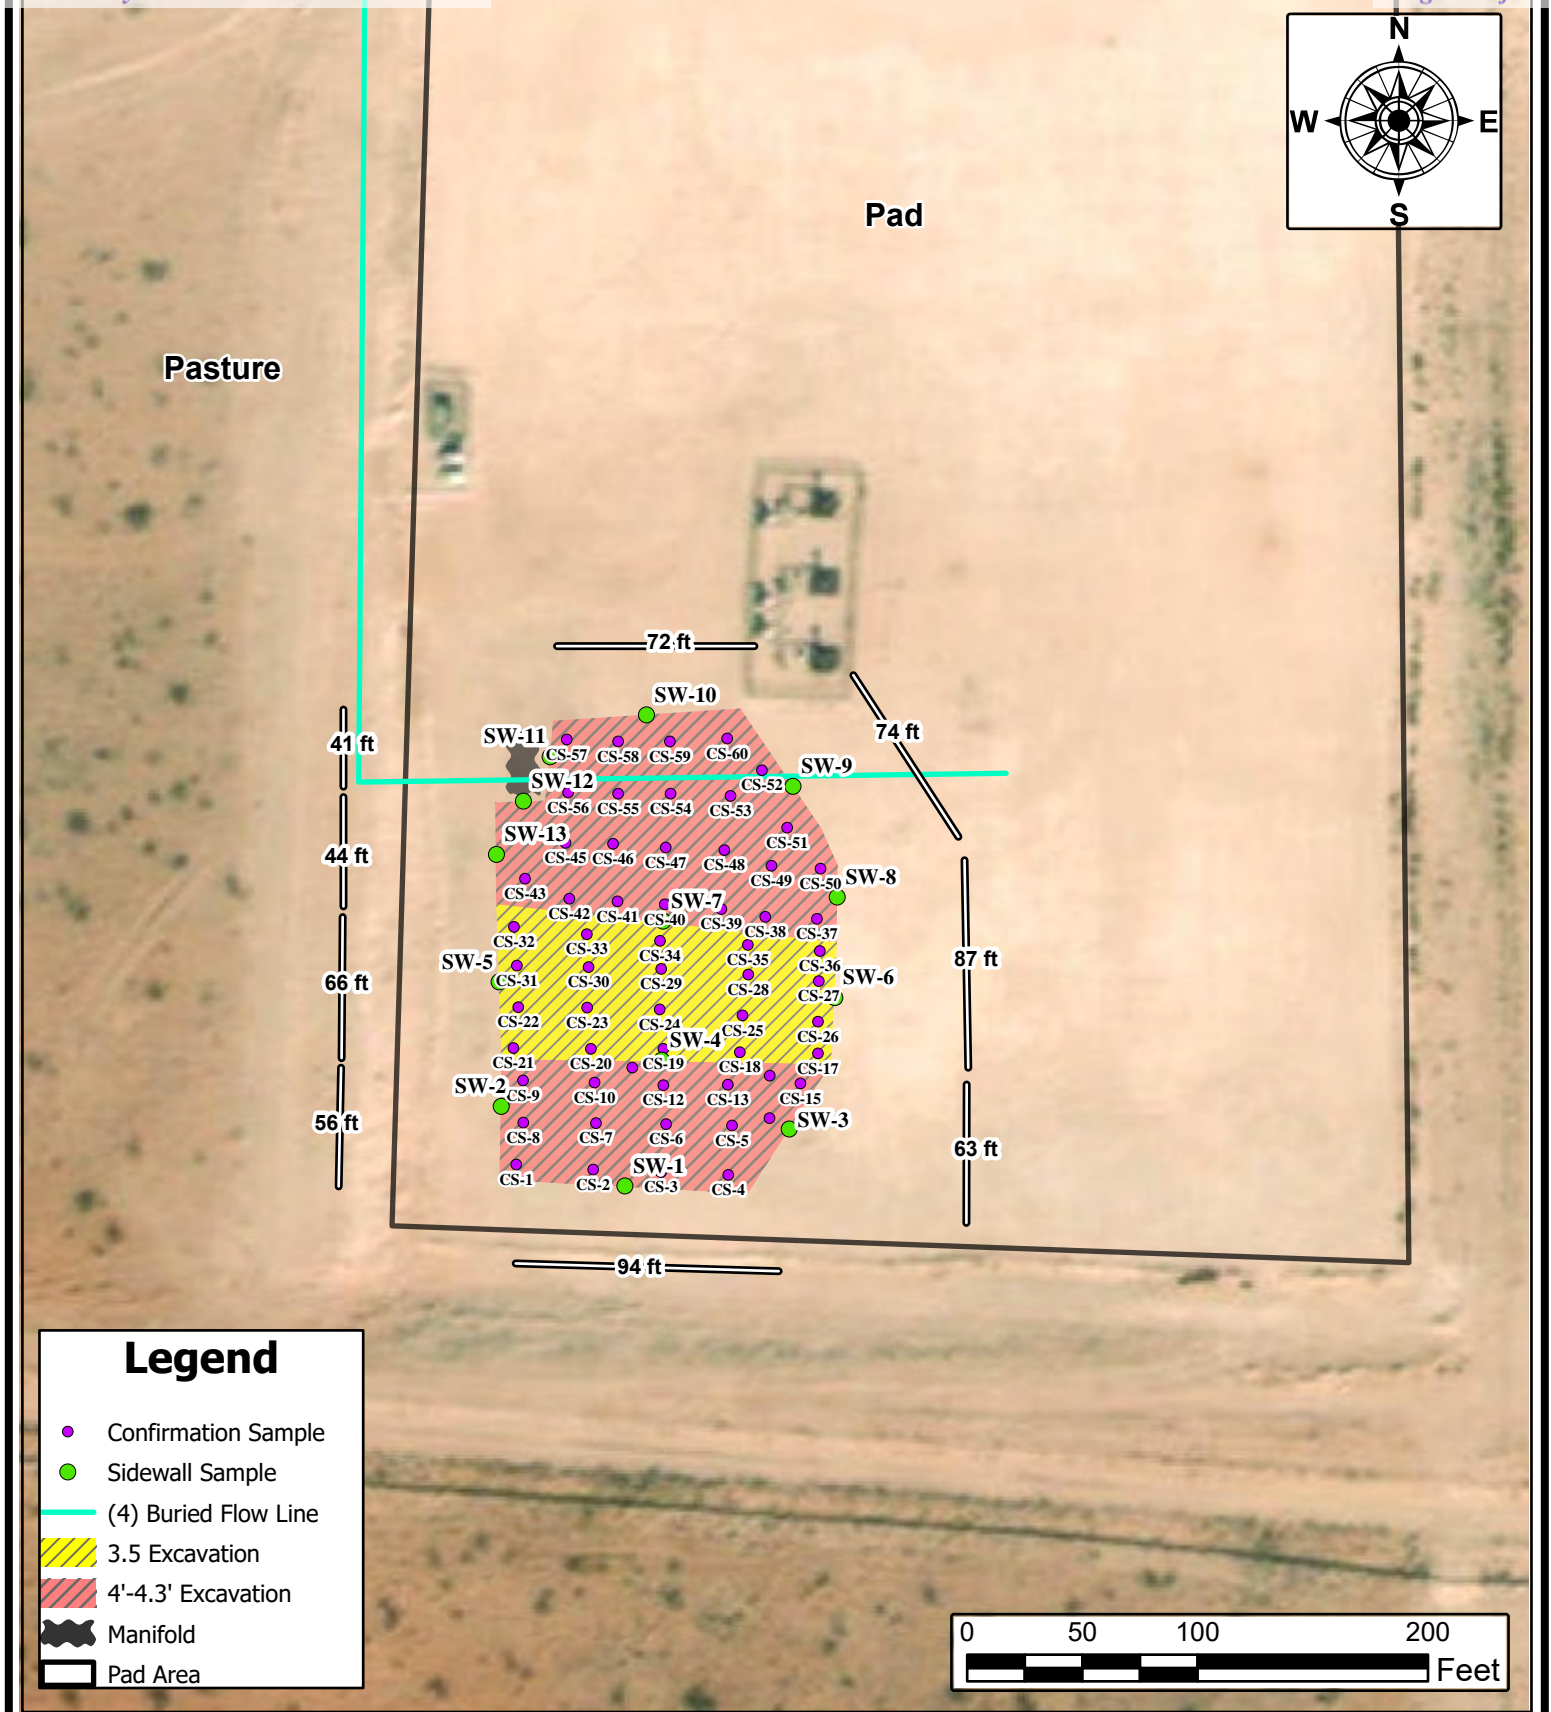 N
W E
S
Pad
Pasture
72 ft
SW-10
74 ft
SW-11
41 ft
CS-57 CS-58 CS-59 CS-60
SW-9
SW-12
CS-52
CS-56 CS-55 CS-54 CS-53
SW-13
44 ft
CS-51
CS-45 CS-46 CS-47 CS-48
CS-49 CS-50 SW-8
CS-43
SW-7
CS-42 CS-41 CS-40 CS-39 CS-38 CS-37
CS-32 CS-33 CS-34 CS-35 CS-36
87 ft
SW-5
66 ft
CS-31 CS-30 CS-29 CS-28 CS-27 SW-6
CS-22 CS-23 CS-24 CS-25 CS-26
SW-4
CS-21 CS-20 CS-19 CS-18 CS-17
SW-2
CS-9 CS-10 CS-12 CS-13 CS-15
56 ft
SW-3
CS-8 CS-7 CS-6 CS-5
63 ft
SW-1
CS-1 CS-2 CS-3 CS-4
94 ft
Legend
Confirmation Sample
Sidewall Sample
(4) Buried Flow Line
3.5 Excavation
4'-4.3' Excavation
Manifold
Pad Area
0 50 100 200
Feet